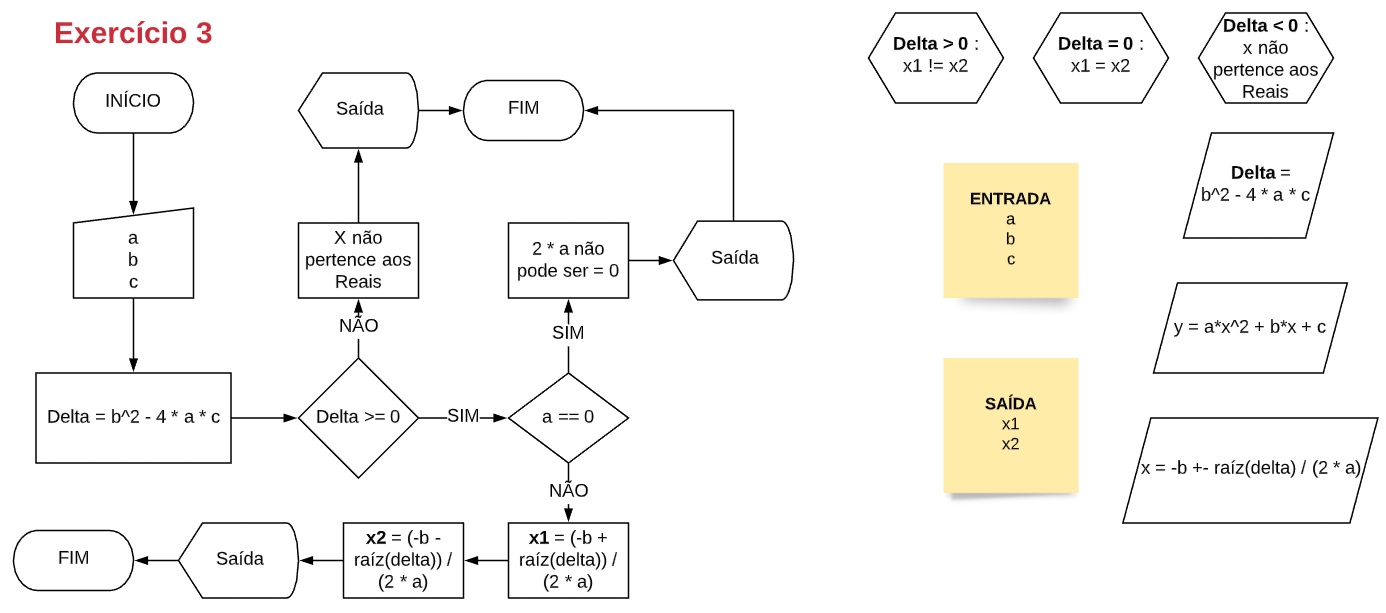 Exercício 3
INÍCIO
a
b
c
Delta = b^2 - 4 * a * c
Delta >= 0
NÃO
X não
pertence aos
Reais
Saída
FIM
SIM
a == 0
SIM
2 * a não
pode ser = 0
Saída
NÃO
x1 = (-b +
raíz(delta)) /
(2 * a)
x2 = (-b -
raíz(delta)) /
(2 * a)
Saída
FIM
Delta > 0 :
x1 != x2
Delta = 0 :
x1 = x2
Delta < 0 :
x não
pertence aos
Reais
ENTRADA
a
b
c
Delta =
b^2 - 4 * a * c
y = a*x^2 + b*x + c
SAÍDA
x1
x2
x = -b +- raíz(delta) / (2 * a)